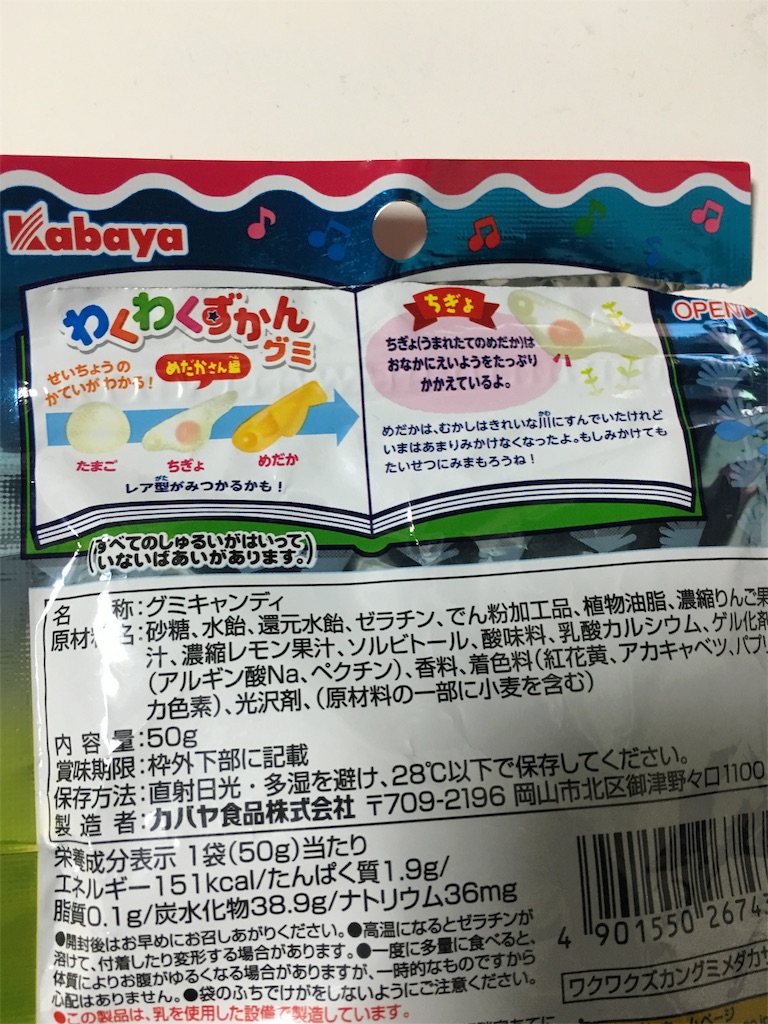 Kabaya
OPEN
わくわくずかん
グミ
せいちょうの
かていがわかる!
めだかさん編
たまご
ちぎょ
めだか
レア型がみつかるかも!
(すべてのしゅるいがはいって
いないばあいがあります。)
ちぎょ
ちぎょ(うまれたてのめだか)は
おなかにえいようをたっぷり
かかえているよ。
めだかは、むかしはきれいな川にすんでいたけれど
いまはあまりみかけなくなったよ。もしみかけても
たいせつにみまもろうね!
名 称:グミキャンディ
原材料名:砂糖、水飴、還元水飴、ゼラチン、でん粉加工品、植物油脂、濃縮りんご果
汁、濃縮レモン果汁、ソルビトール、酸味料、乳酸カルシウム、ゲル化剤
(アルギン酸Na、ペクチン)、香料、着色料(紅花黄、アカキャベツ、パプリ
カ色素)、光沢剤、(原材料の一部に小麦を含む)
内容量:50g
賞味期限:枠外下部に記載
保存方法:直射日光・多湿を避け、28℃以下で保存してください。
製造者:カバヤ食品株式会社 〒709-2196 岡山市北区御津野々口1100
栄養成分表示 1袋(50g)当たり
エネルギー151kcal/たんぱく質1.9g/
脂質0.1g/炭水化物38.9g/ナトリウム36mg
●開封後はお早めにお召しあがりください。●高温になるとゼラチンが
溶けて、付着したり変形する場合があります。●一度に多量に食べると、
体質によりお腹がゆるくなる場合がありますが、一時的なものですから
心配はありません。●袋のふちでけがをしないようにご注意ください。
●この製品は、乳を使用した設備で製造しています。
4 901550 26743
ワクワクズカングミメダカサ